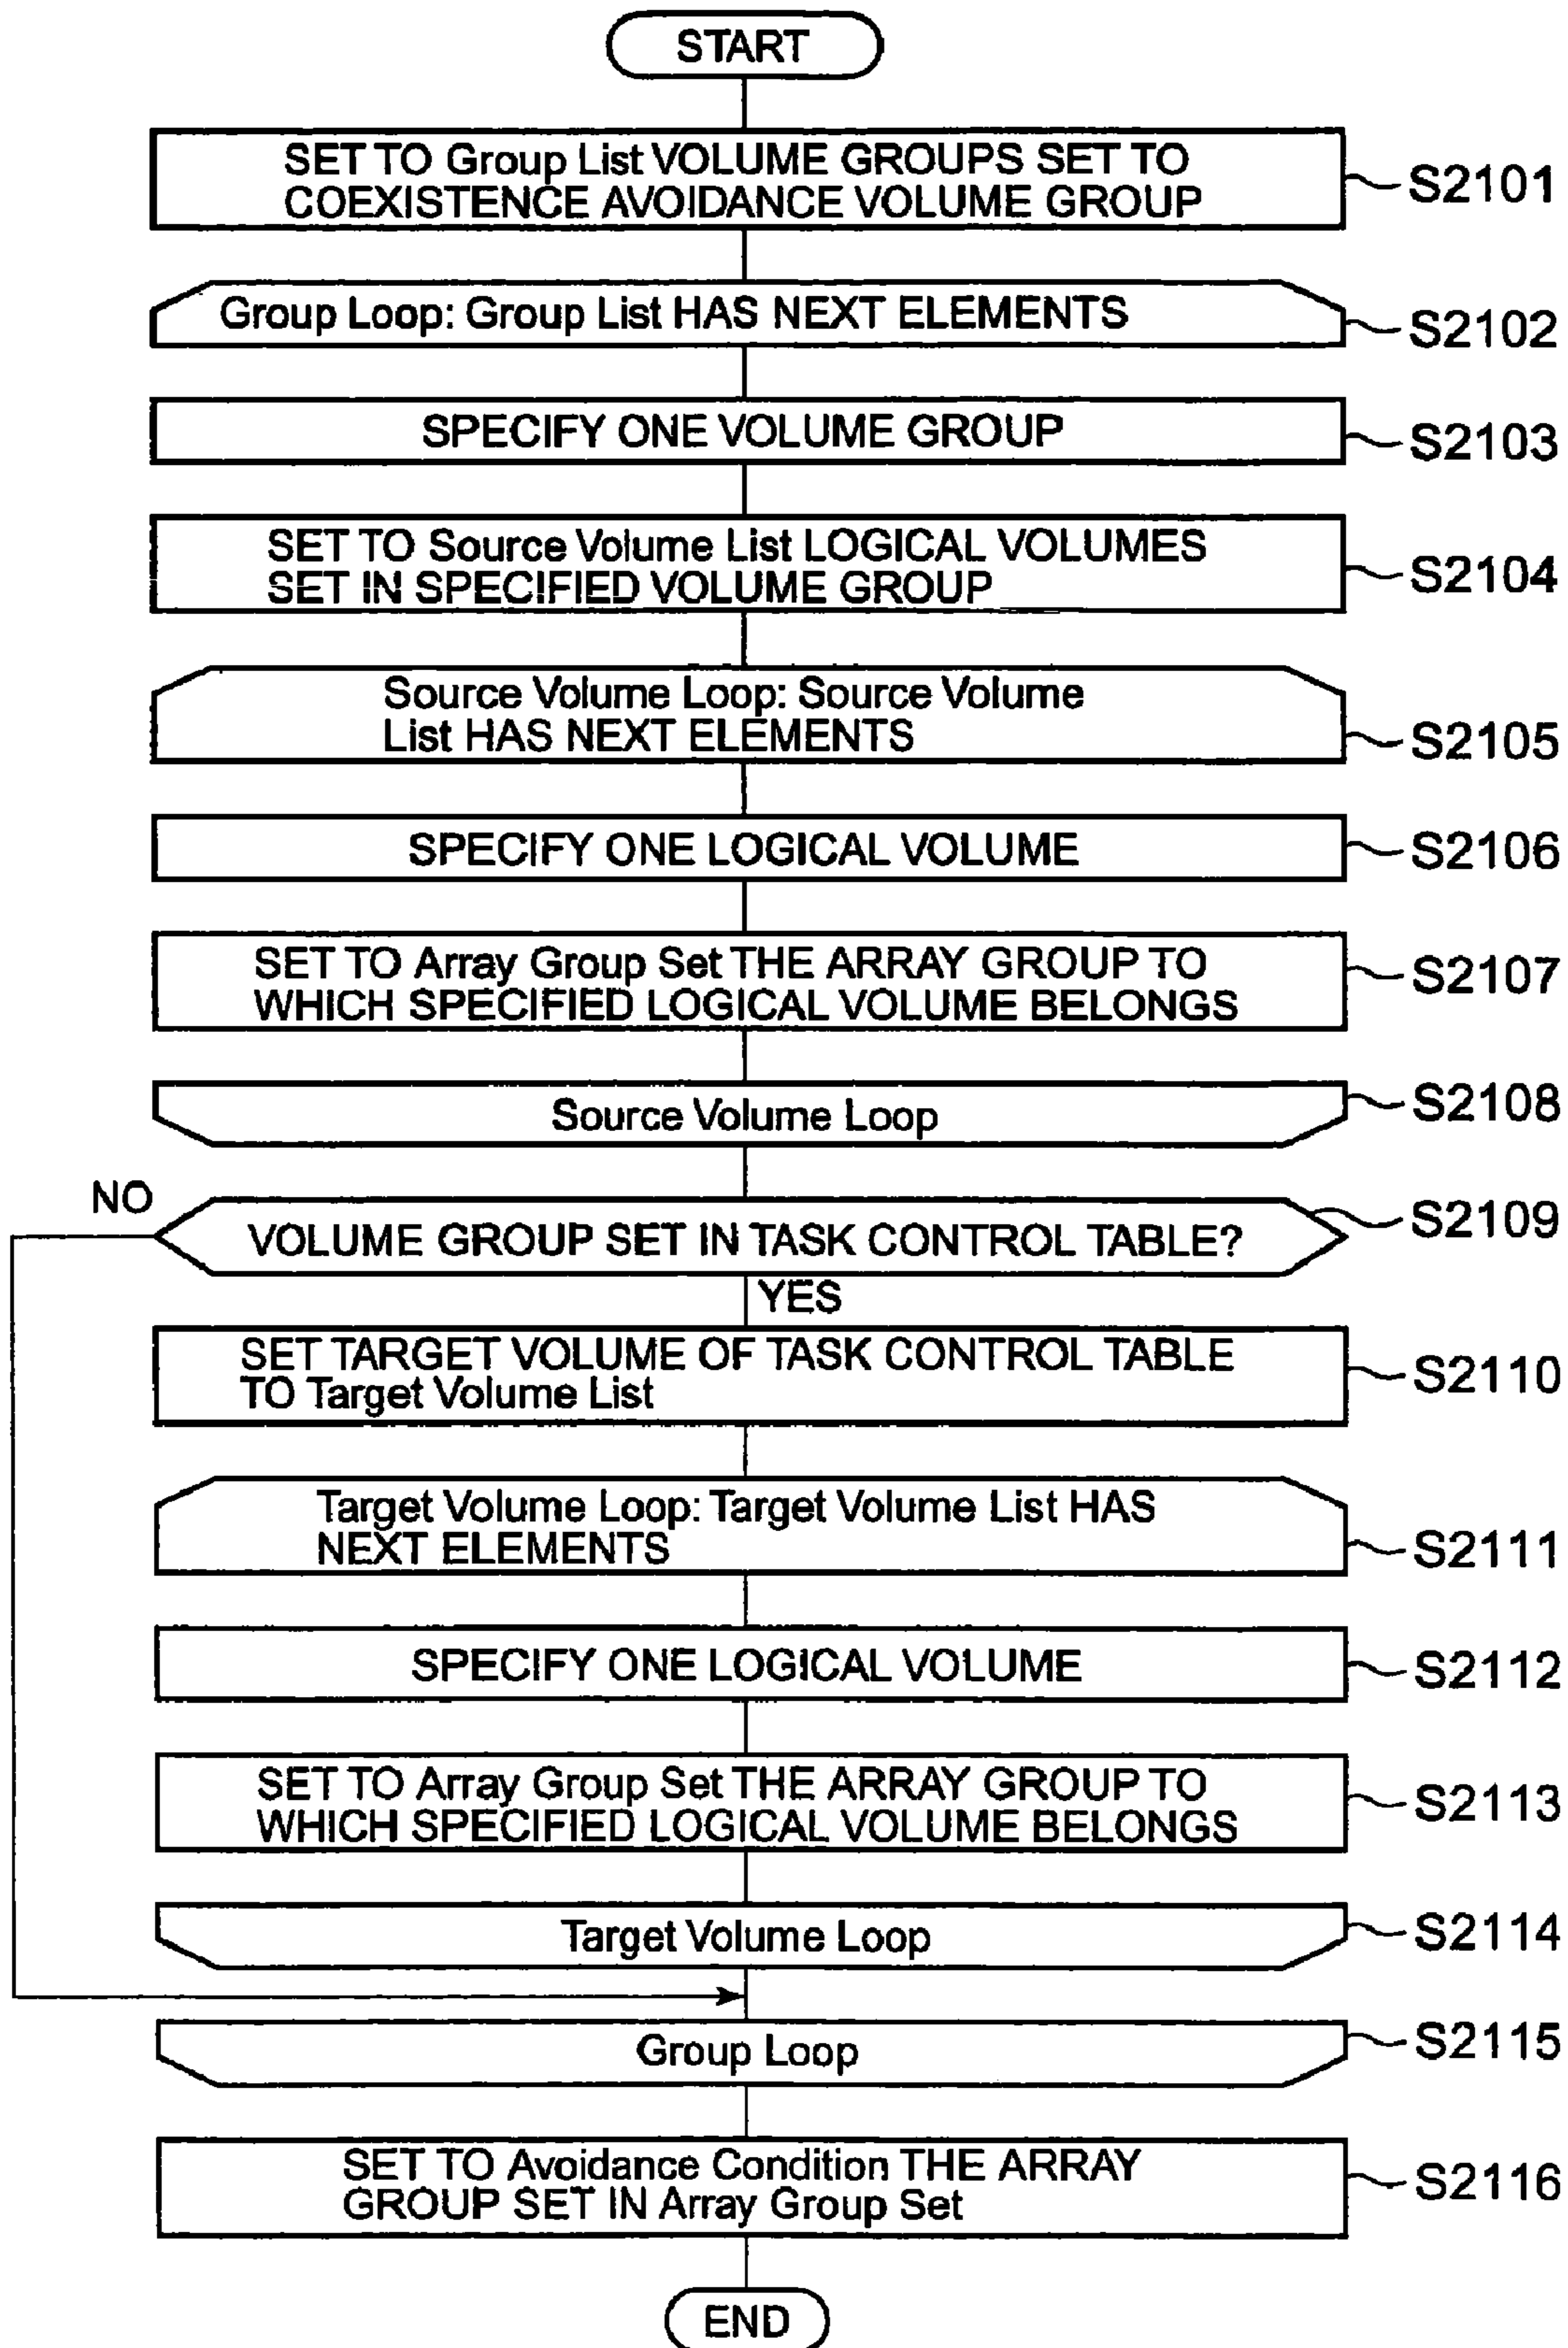 START
SET TO Group List VOLUME GROUPS SET TO
COEXISTENCE AVOIDANCE VOLUME GROUP
S2101
Group Loop: Group List HAS NEXT ELEMENTS
S2102
SPECIFY ONE VOLUME GROUP
S2103
SET TO Source Volume List LOGICAL VOLUMES
SET IN SPECIFIED VOLUME GROUP
S2104
Source Volume Loop: Source Volume
List HAS NEXT ELEMENTS
S2105
SPECIFY ONE LOGICAL VOLUME
S2106
SET TO Array Group Set THE ARRAY GROUP TO
WHICH SPECIFIED LOGICAL VOLUME BELONGS
S2107
Source Volume Loop
S2108
NO
VOLUME GROUP SET IN TASK CONTROL TABLE?
S2109
YES
SET TARGET VOLUME OF TASK CONTROL TABLE
TO Target Volume List
S2110
Target Volume Loop: Target Volume List HAS
NEXT ELEMENTS
S2111
SPECIFY ONE LOGICAL VOLUME
S2112
SET TO Array Group Set THE ARRAY GROUP TO
WHICH SPECIFIED LOGICAL VOLUME BELONGS
S2113
Target Volume Loop
S2114
Group Loop
S2115
SET TO Avoidance Condition THE ARRAY
GROUP SET IN Array Group Set
S2116
END